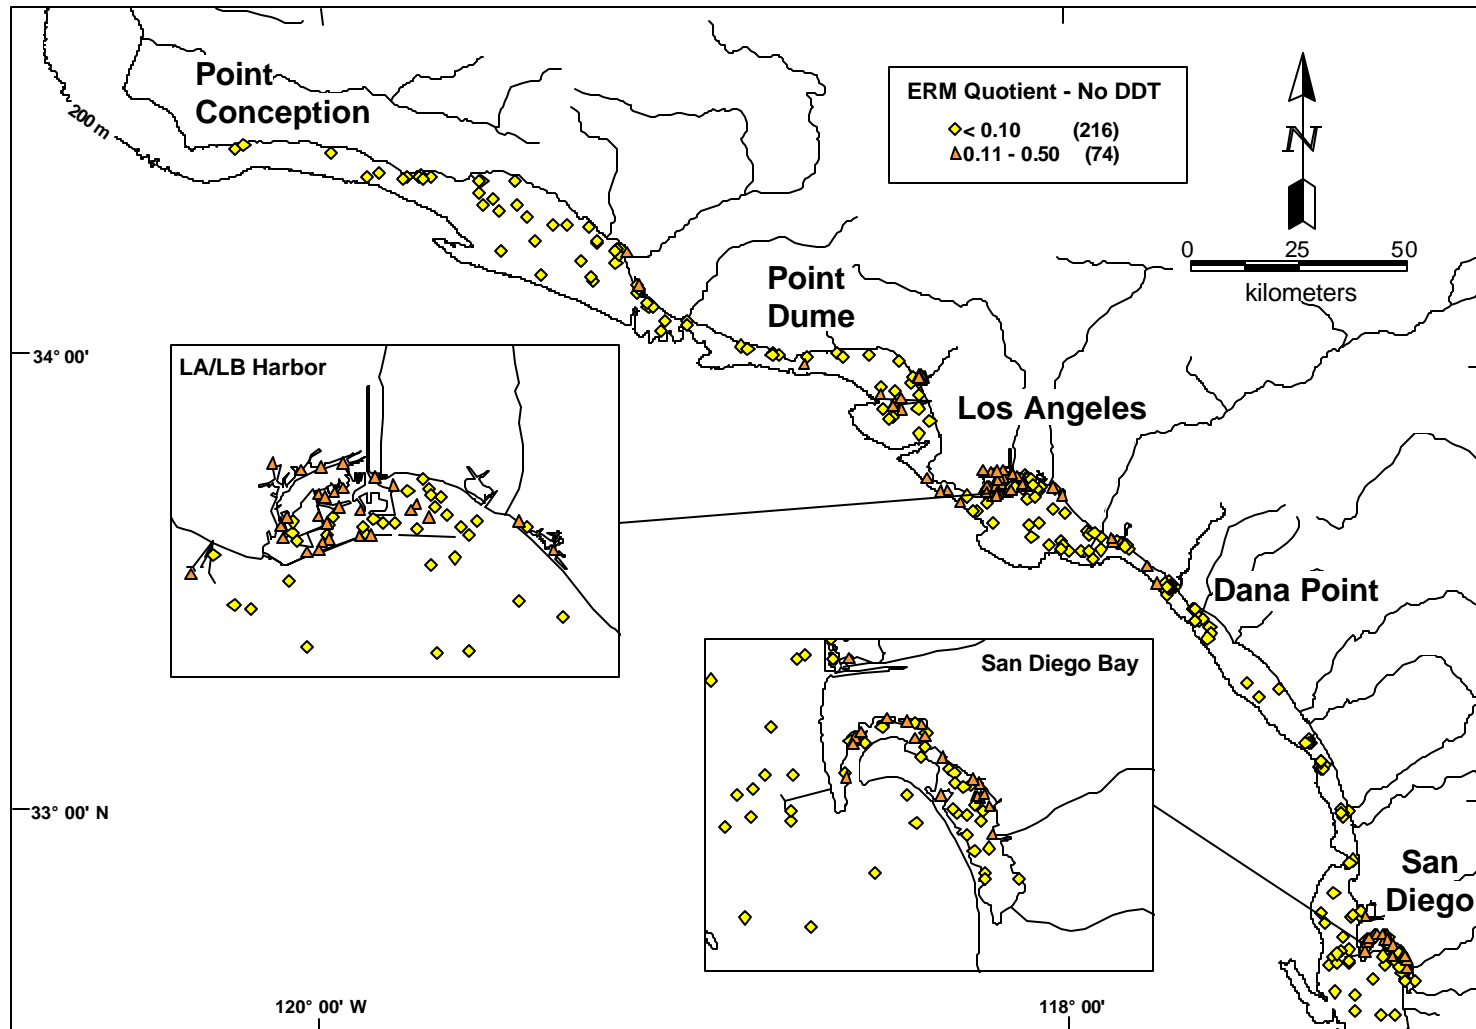 Point
Conception
200 m
ERM Quotient - No DDT
< 0.10 (216)
0.11 - 0.50 (74)
N
0 25 50
kilometers
Point
Dume
34° 00'
LA/LB Harbor
Los Angeles
Dana Point
San Diego Bay
33° 00' N
San
Diego
120° 00' W
118° 00'